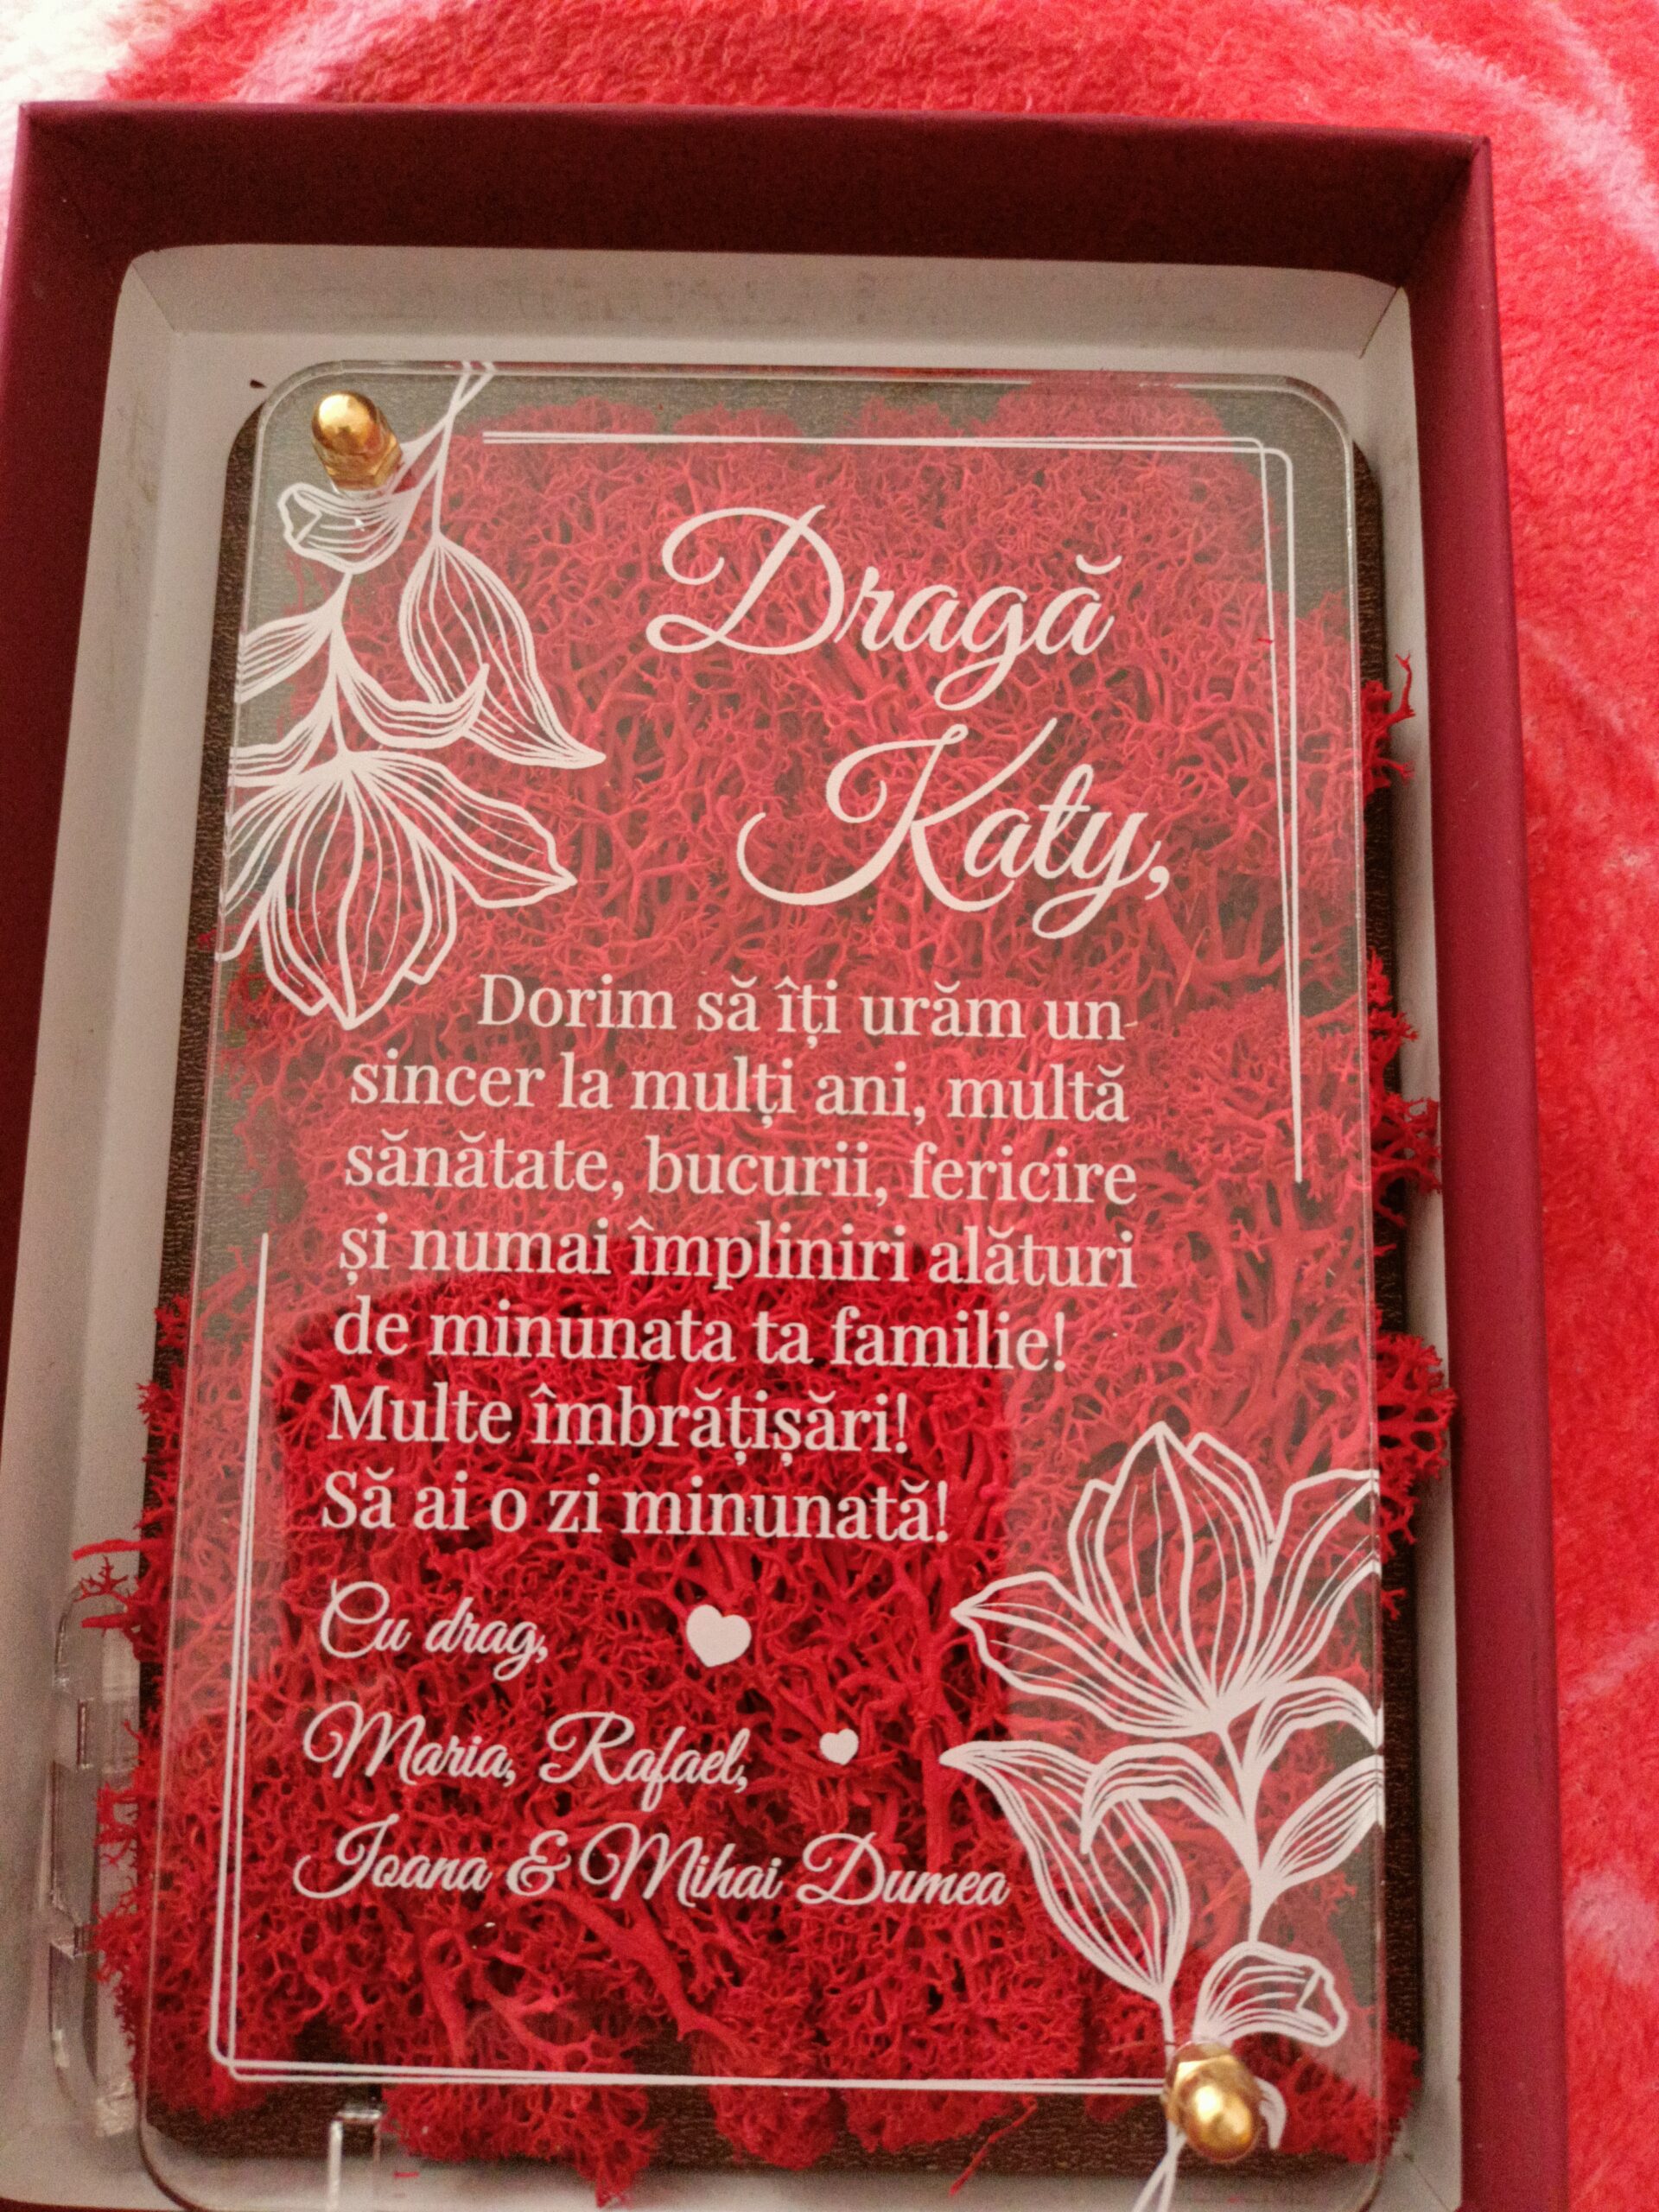 Dragă
Katy,
Dorim să îți urăm un
sincer la mulți ani, multă
sănătate, bucurii, fericire
și numai împliniri alături
de minunata ta familie!
Multe îmbrățișări!
Să ai o zi minunată!
Cu drag,
Maria, Rafael,
Ioana & Mihai Dumea